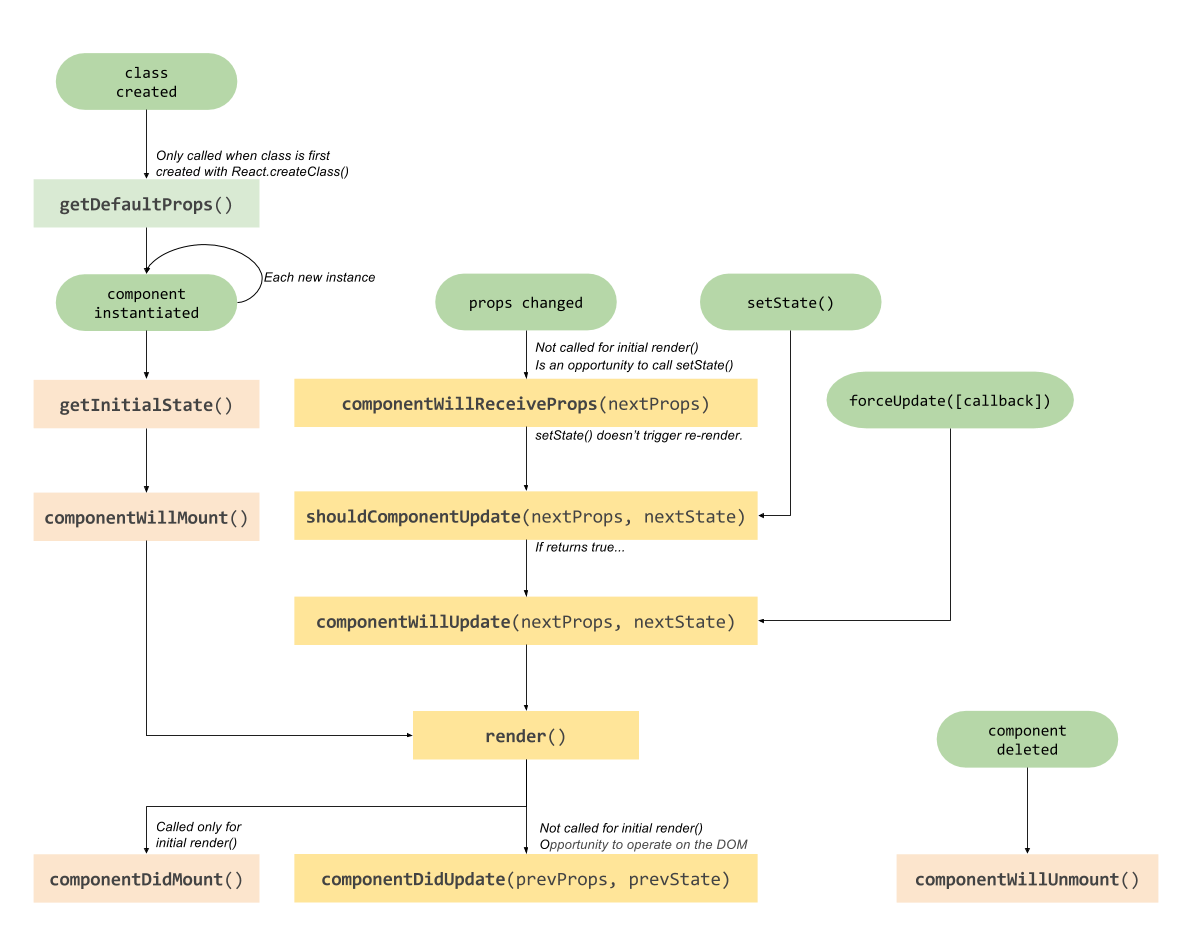 class
created
Only called when class is first
created with React.createClass()
getDefaultProps()
Each new instance
component
instantiated
props changed
setState()
Not called for initial render()
Is an opportunity to call setState()
getInitialState()
componentWillReceiveProps(nextProps)
forceUpdate([callback])
setState() doesn’t trigger re-render.
componentWillMount()
shouldComponentUpdate(nextProps, nextState)
If returns true...
componentWillUpdate(nextProps, nextState)
render()
component
deleted
Called only for
initial render()
Not called for initial render()
Opportunity to operate on the DOM
componentDidMount()
componentDidUpdate(prevProps, prevState)
componentWillUnmount()